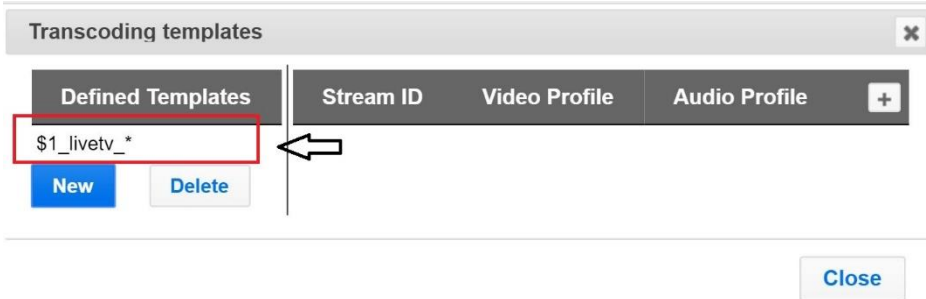 Transcoding templates
Defined Templates Stream ID Video Profile Audio Profile +
$1_livetv_*
New Delete
Close